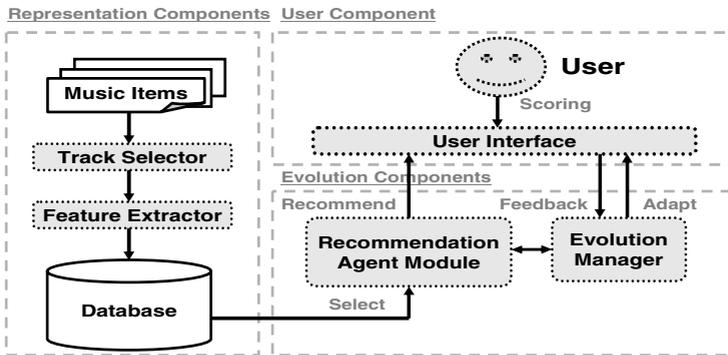 Representation Components
User Component
User
Music Items
Scoring
Track Selector
User Interface
Evolution Components
Feature Extractor
Recommend
Feedback
Adapt
Recommendation
Agent Module
Evolution
Manager
Database
Select